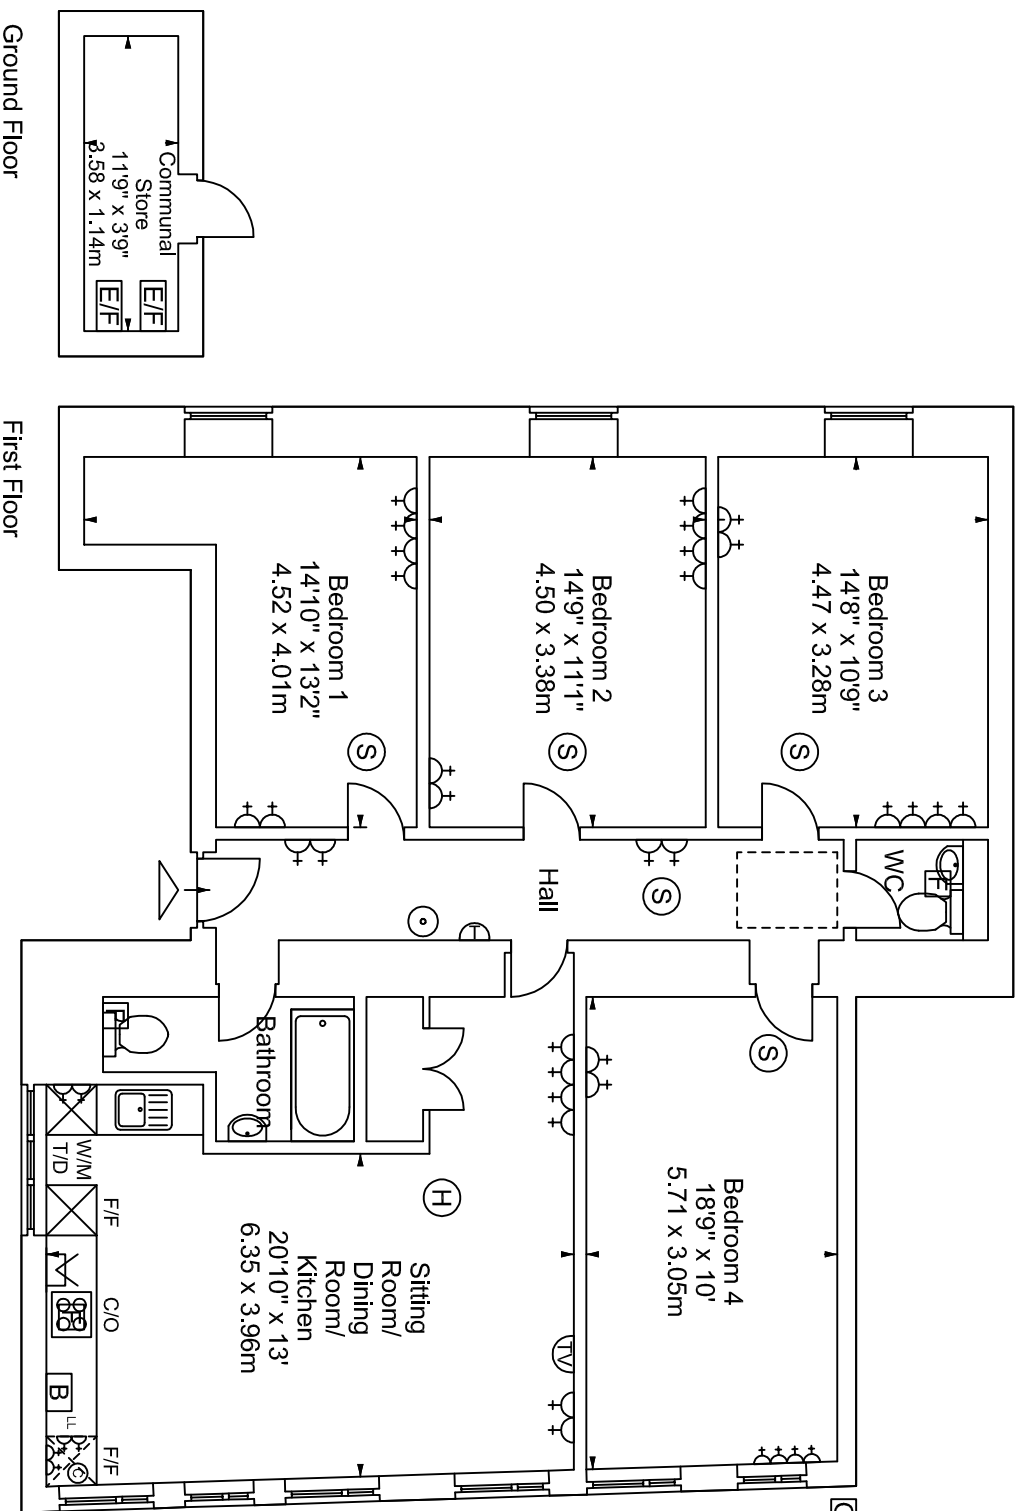 Ground Floor
Communal
Store
11'9" x 3'9"
3.58 x 1.14m
E/F
E/F
First Floor
Bedroom 1
14'10" x 13'2"
4.52 x 4.01m
S
Bedroom 2
14'9" x 11'1"
4.50 x 3.38m
S
Bedroom 3
14'8" x 10'9"
4.47 x 3.28m
S
Hall
S
T
WC
F
Bathroom
Bedroom 4
18'9" x 10'
5.71 x 3.05m
S
Sitting
Room/
Dining
Room/
Kitchen
20'10" x 13'
6.35 x 3.96m
H
TV
W/M
T/D
F/F
C/O
F
B
LL
F/F
C